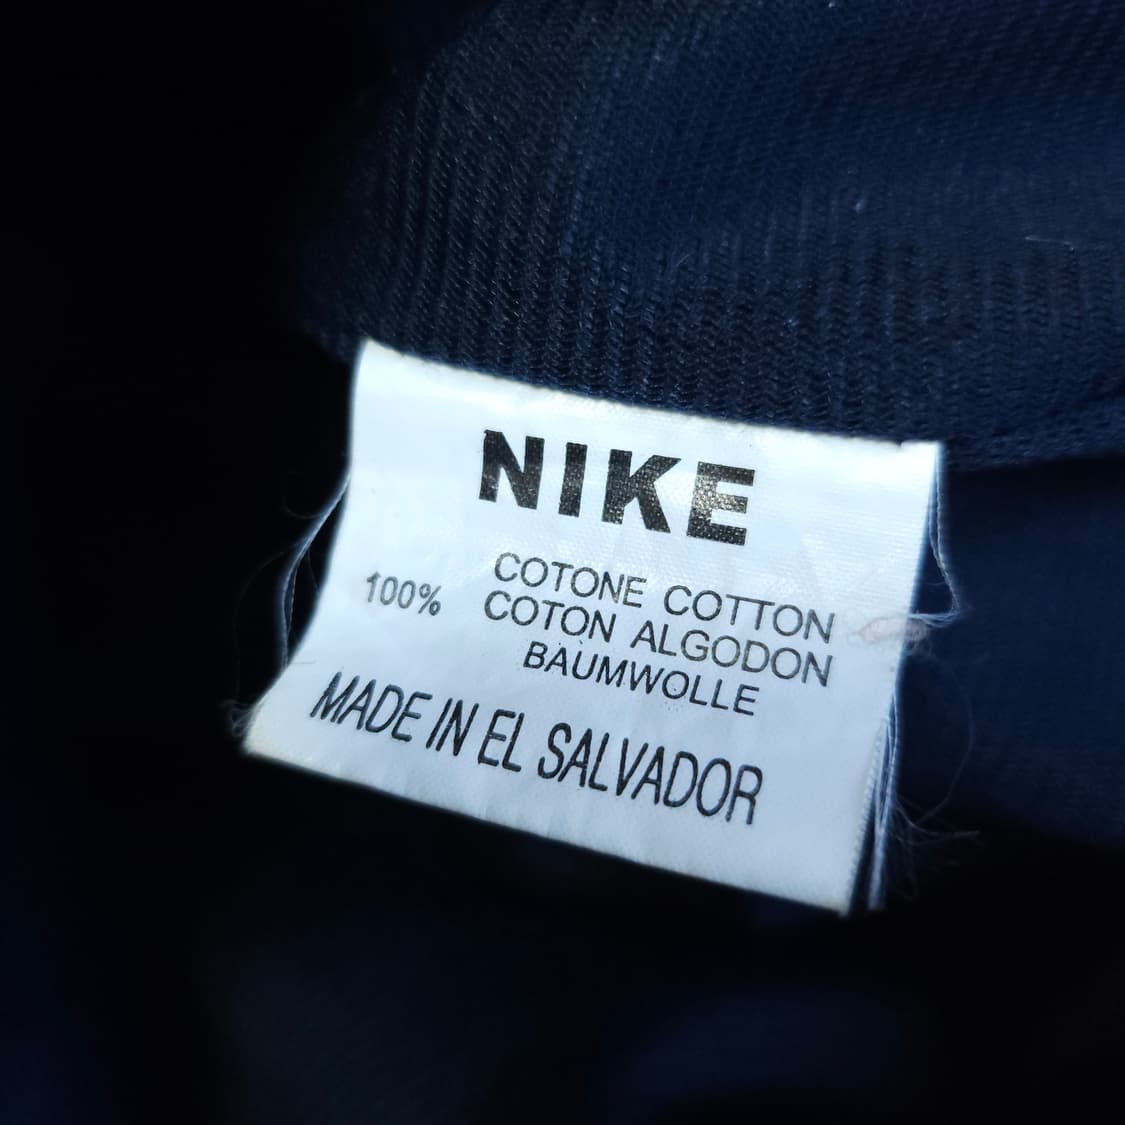 NIKE
COTONE COTTON
100% COTON ALGODON
BAUMWOLLE
MADE IN EL SALVADOR